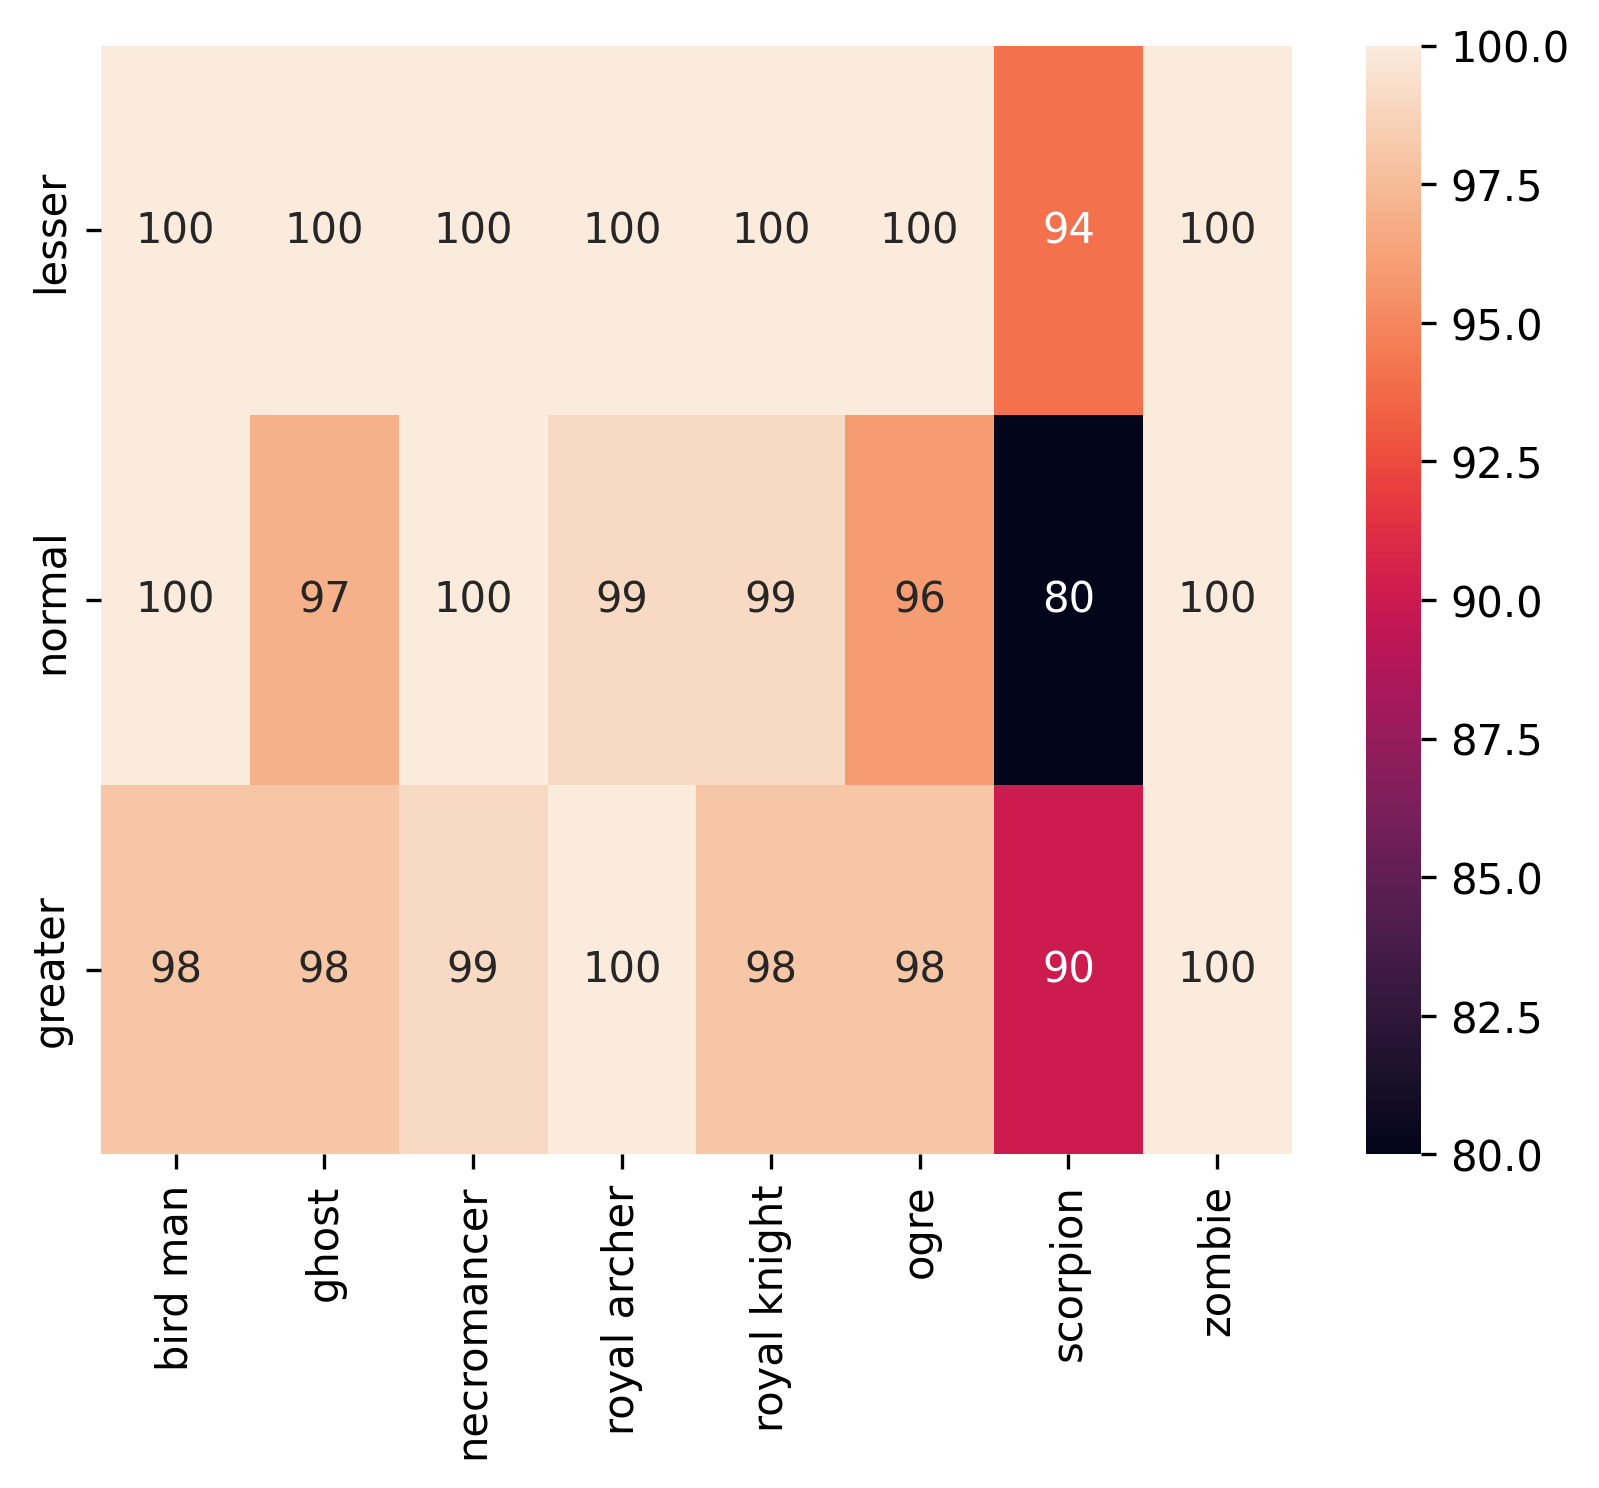 100.0
97.5
95.0
92.5
90.0
87.5
85.0
82.5
80.0
lesser
100 100 100 100 100 100 94 100
normal
100 97 100 99 99 96 80 100
greater
98 98 99 100 98 98 90 100
bird man
ghost
necromancer
royal archer
royal knight
ogre
scorpion
zombie